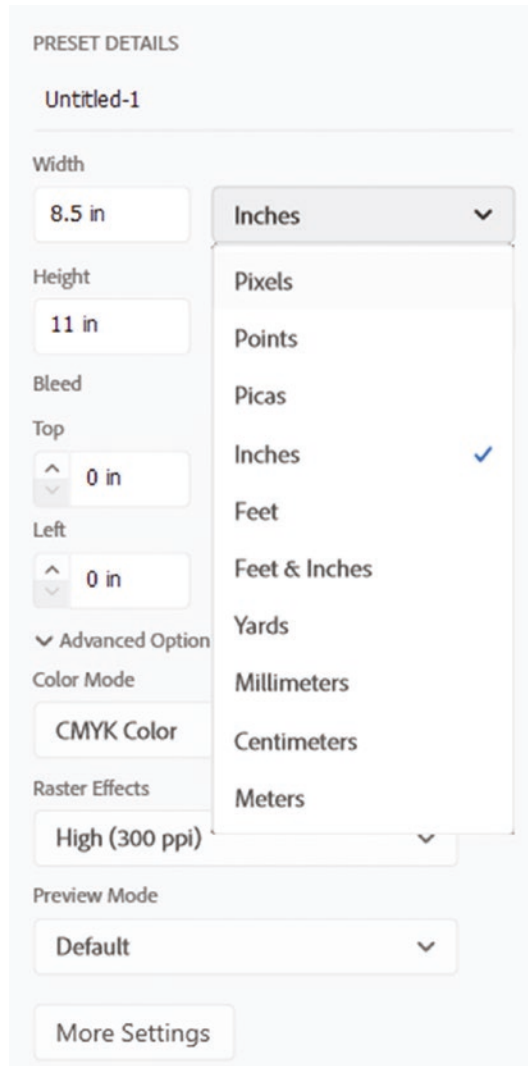 PRESET DETAILS
Untitled-1
Width
8.5 in
Inches
Height
11 in
Pixels
Points
Picas
Inches
Feet
Feet & Inches
Yards
Millimeters
Centimeters
Meters
Bleed
Top
0 in
Left
0 in
Advanced Option
Color Mode
CMYK Color
Raster Effects
High (300 ppi)
Preview Mode
Default
More Settings